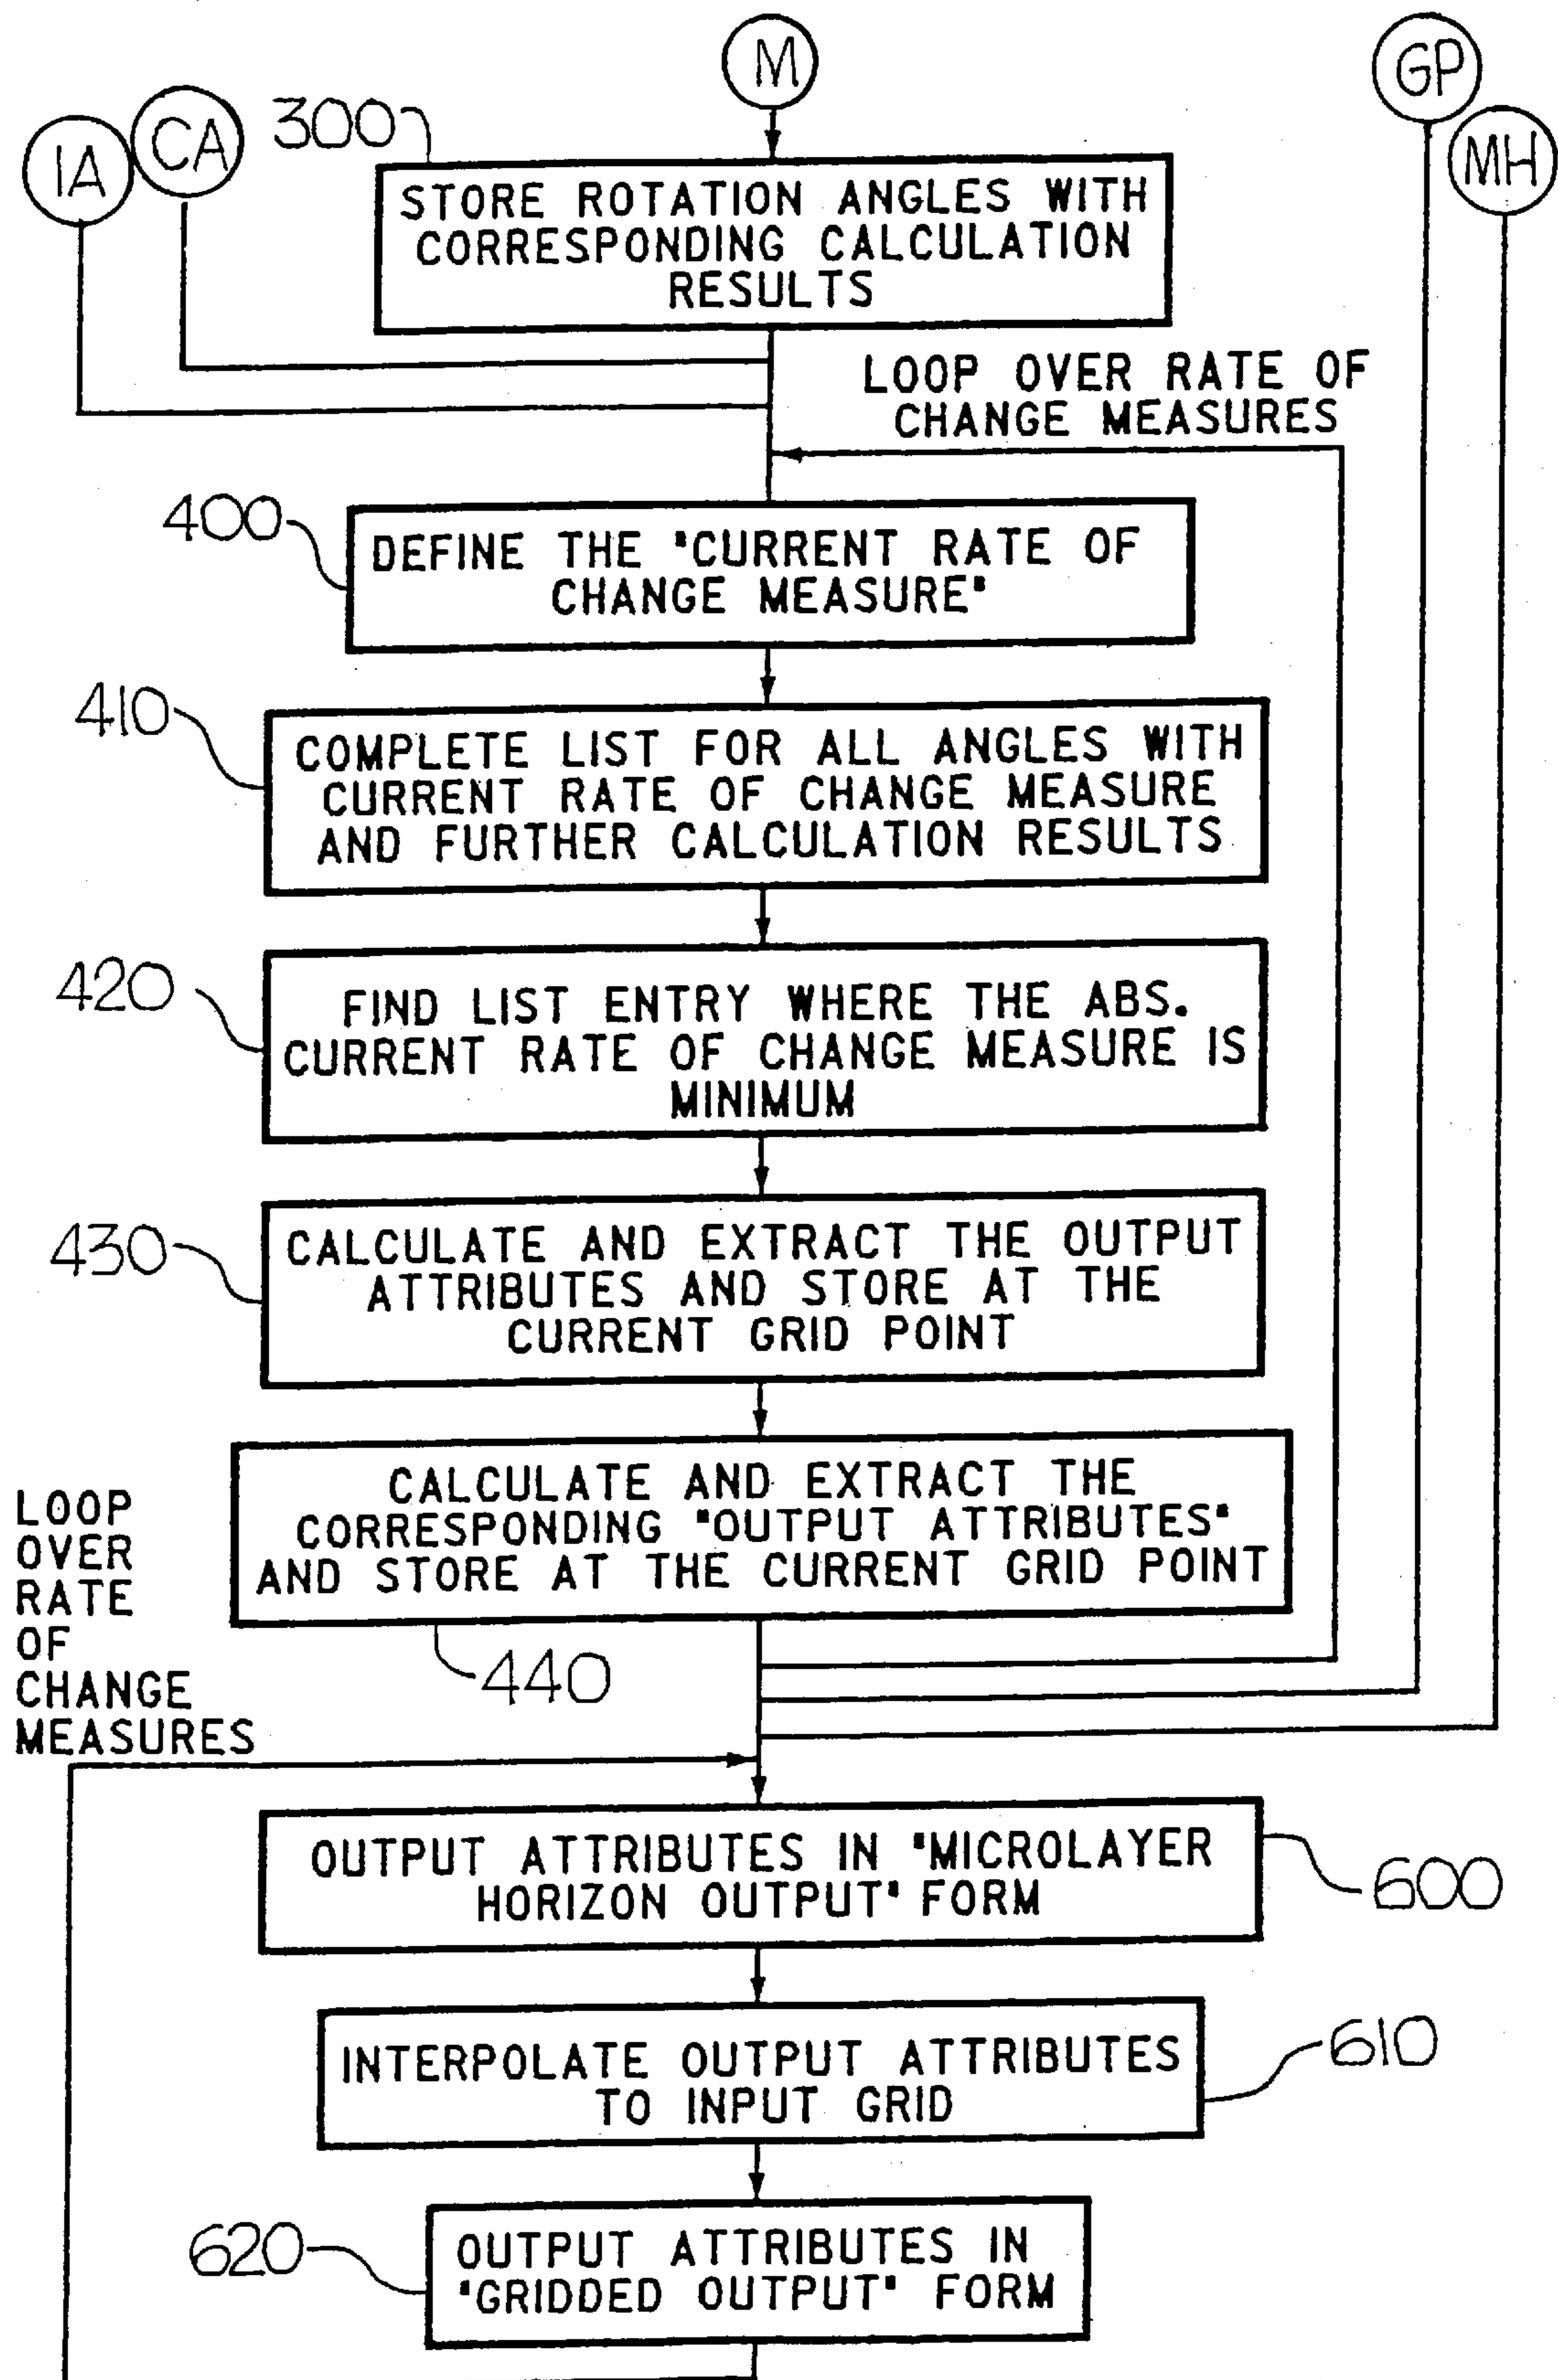 M
GP
MH
IA
CA
300
STORE ROTATION ANGLES WITH
CORRESPONDING CALCULATION
RESULTS
LOOP OVER RATE OF
CHANGE MEASURES
400
DEFINE THE "CURRENT RATE OF
CHANGE MEASURE"
410
COMPLETE LIST FOR ALL ANGLES WITH
CURRENT RATE OF CHANGE MEASURE
AND FURTHER CALCULATION RESULTS
420
FIND LIST ENTRY WHERE THE ABS.
CURRENT RATE OF CHANGE MEASURE IS
MINIMUM
430
CALCULATE AND EXTRACT THE OUTPUT
ATTRIBUTES AND STORE AT THE
CURRENT GRID POINT
CALCULATE AND EXTRACT THE
CORRESPONDING "OUTPUT ATTRIBUTES"
AND STORE AT THE CURRENT GRID POINT
440
LOOP
OVER
RATE
OF
CHANGE
MEASURES
OUTPUT ATTRIBUTES IN "MICROLAYER
HORIZON OUTPUT" FORM
600
INTERPOLATE OUTPUT ATTRIBUTES
TO INPUT GRID
610
620
OUTPUT ATTRIBUTES IN
"GRIDDED OUTPUT" FORM